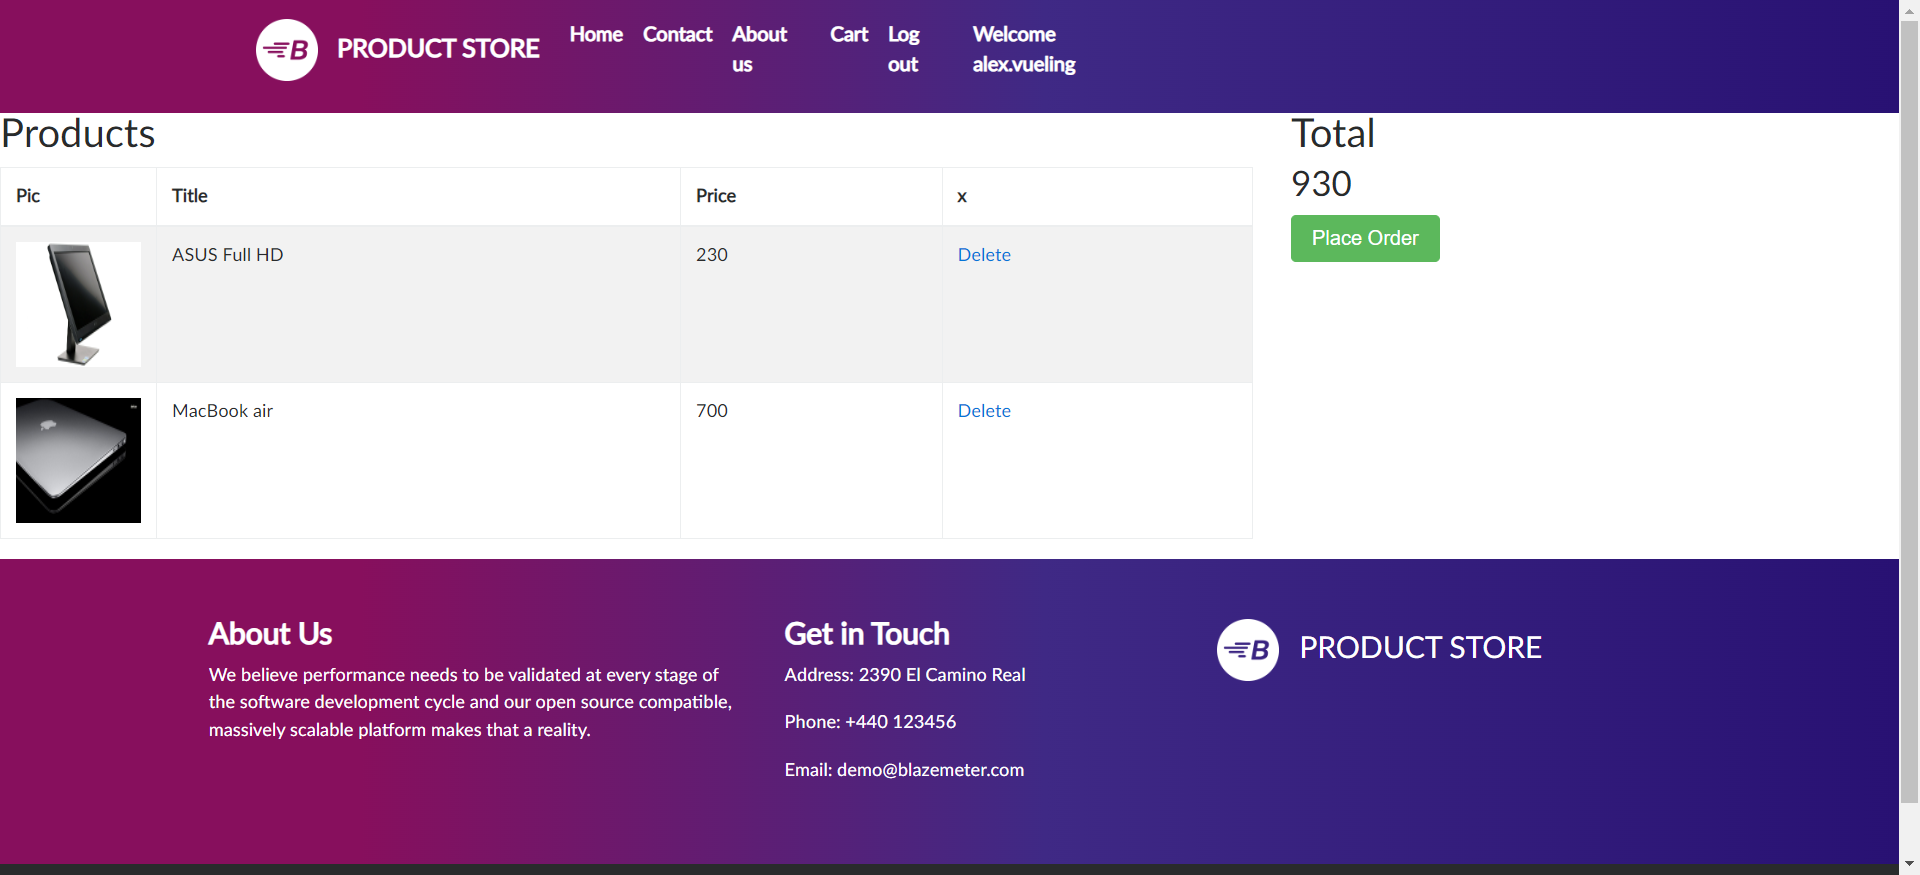 B PRODUCT STORE
Home Contact About us Cart Log out Welcome alex.vueling
Products
Pic Title Price x
ASUS Full HD 230 Delete
MacBook air 700 Delete
Total
930
Place Order
About Us
We believe performance needs to be validated at every stage of
the software development cycle and our open source compatible,
massively scalable platform makes that a reality.
Get in Touch
Address: 2390 El Camino Real
Phone: +440 123456
Email: demo@blazemeter.com
B PRODUCT STORE